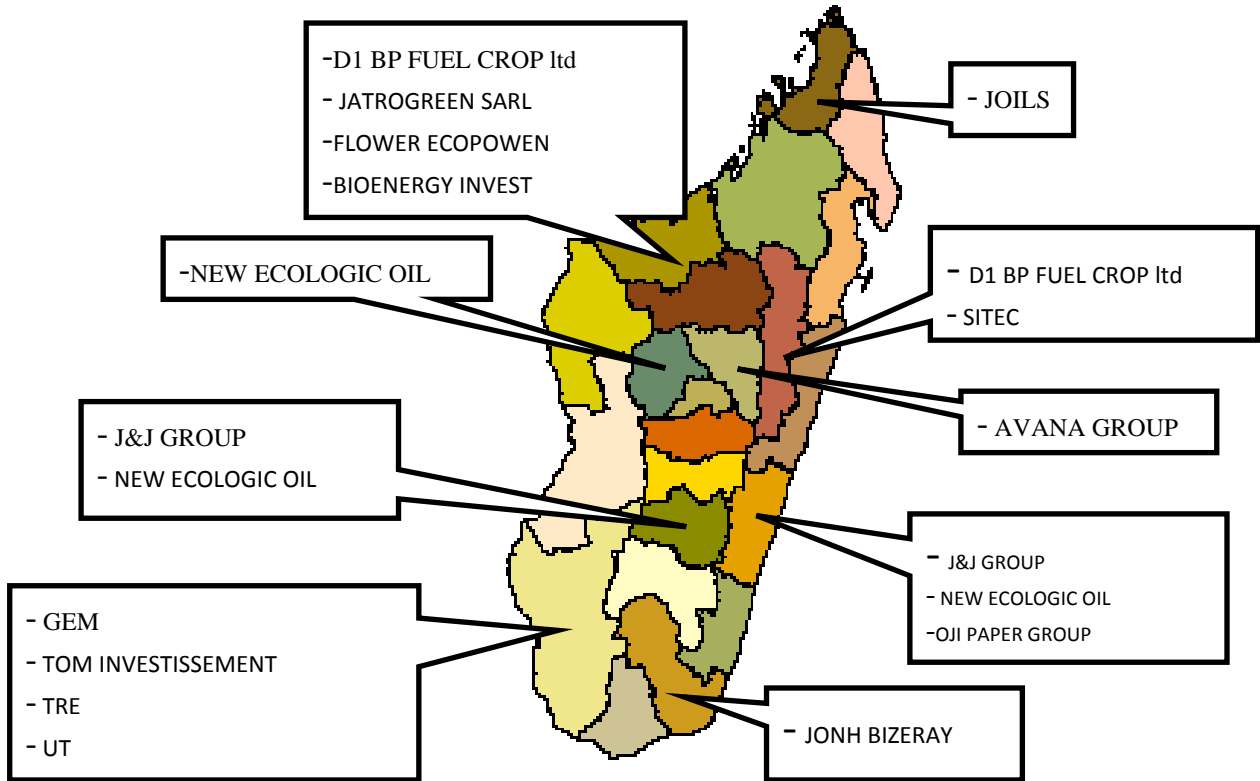 -D1 BP FUEL CROP ltd
- JATROGREEN SARL
-FLOWER ECOPOWEN
-BIOENERGY INVEST
- JOILS
-NEW ECOLOGIC OIL
- D1 BP FUEL CROP ltd
- SITEC
- AVANA GROUP
- J&J GROUP
- NEW ECOLOGIC OIL
- J&J GROUP
- NEW ECOLOGIC OIL
-OJI PAPER GROUP
- GEM
- TOM INVESTISSEMENT
- TRE
- UT
- JONH BIZERAY